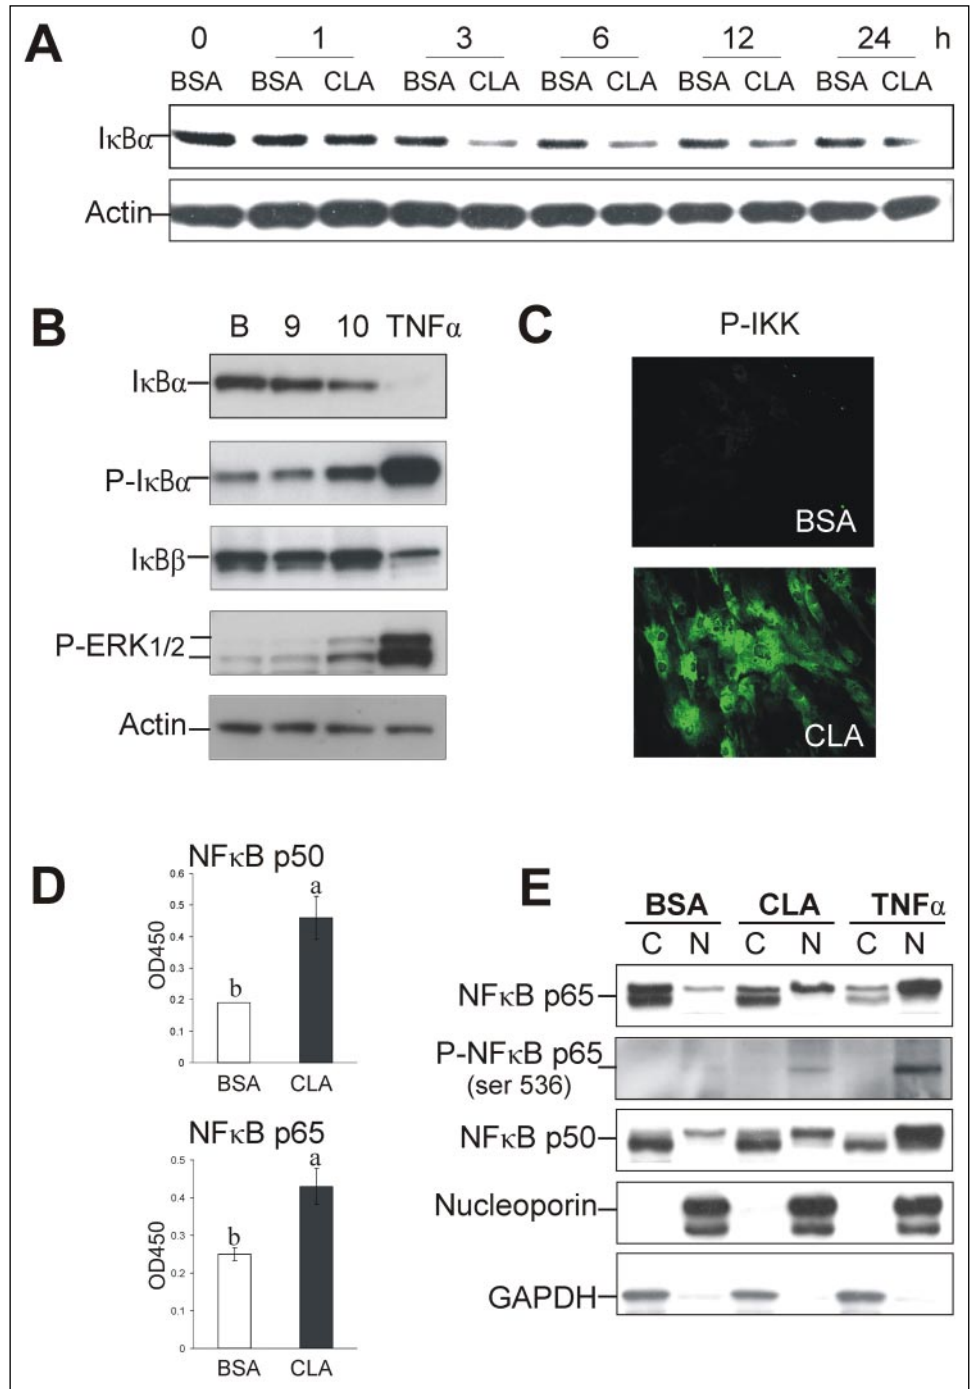 A
0 1 3 6 12 24 h
BSA BSA CLA BSA CLA BSA CLA BSA CLA BSA CLA
IκBα
Actin
B
B 9 10 TNFα
IκBα
P-IκBα
IκBβ
P-ERK1/2
Actin
C
P-IKK
BSA
CLA
D
NFκB p50
0.6
0.5
0.4
0.3
0.2
0.1
0
OD450
b
a
BSA CLA
NFκB p65
0.5
0.4
0.3
0.2
0.1
0
OD450
b
a
BSA CLA
E
BSA CLA TNFα
C N C N C N
NFκB p65
P-NFκB p65
(ser 536)
NFκB p50
Nucleoporin
GAPDH